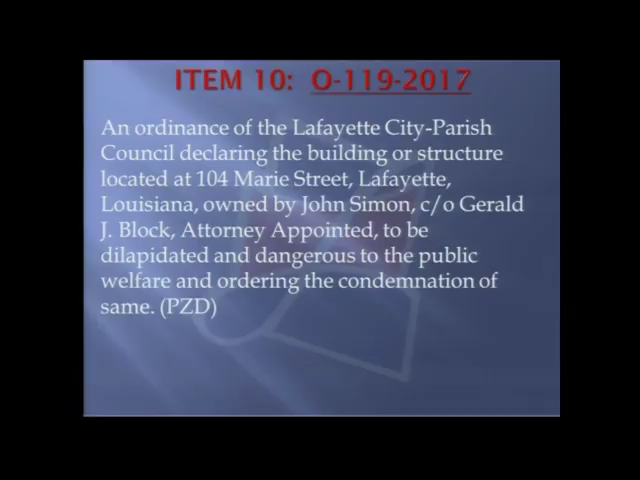 ITEM 10: O-119-2017
An ordinance of the Lafayette City-Parish
Council declaring the building or structure
located at 104 Marie Street, Lafayette,
Louisiana, owned by John Simon, c/o Gerald
J. Block, Attorney Appointed, to be
dilapidated and dangerous to the public
welfare and ordering the condemnation of
same. (PZD)